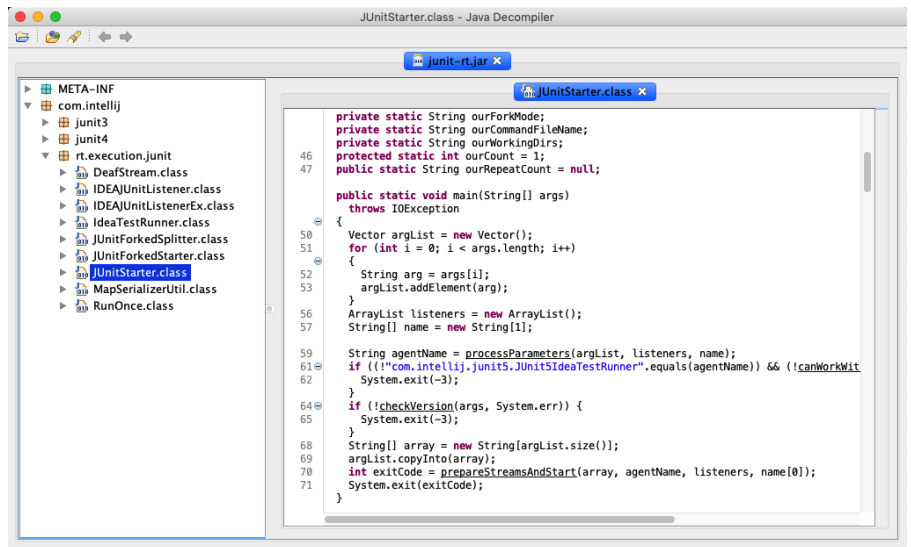 JUnitStarter.class - Java Decompiler
junit-rt.jar
META-INF
com.intellij
junit3
junit4
rt.execution.junit
DeafStream.class
IDEAJUnitListener.class
IDEAJUnitListenerEx.class
IdeaTestRunner.class
JUnitForkedSplitter.class
JUnitForkedStarter.class
JUnitStarter.class
MapSerializerUtil.class
RunOnce.class
JUnitStarter.class
private static String ourForkMode;
private static String ourCommandFileName;
private static String ourWorkingDirs;
46 protected static int ourCount = 1;
47 public static String ourRepeatCount = null;
public static void main(String[] args)
throws IOException
{
50 Vector argList = new Vector();
51 for (int i = 0; i < args.length; i++)
{
52 String arg = args[i];
53 argList.addElement(arg);
}
56 ArrayList listeners = new ArrayList();
57 String[] name = new String[1];
59 String agentName = processParameters(argList, listeners, name);
61 if ((!"com.intellij.junit5.JUnit5IdeaTestRunner".equals(agentName)) && (!canWorkWit
62 System.exit(-3);
}
64 if (!checkVersion(args, System.err)) {
65 System.exit(-3);
}
68 String[] array = new String[argList.size()];
69 argList.copyInto(array);
70 int exitCode = prepareStreamsAndStart(array, agentName, listeners, name[0]);
71 System.exit(exitCode);
}